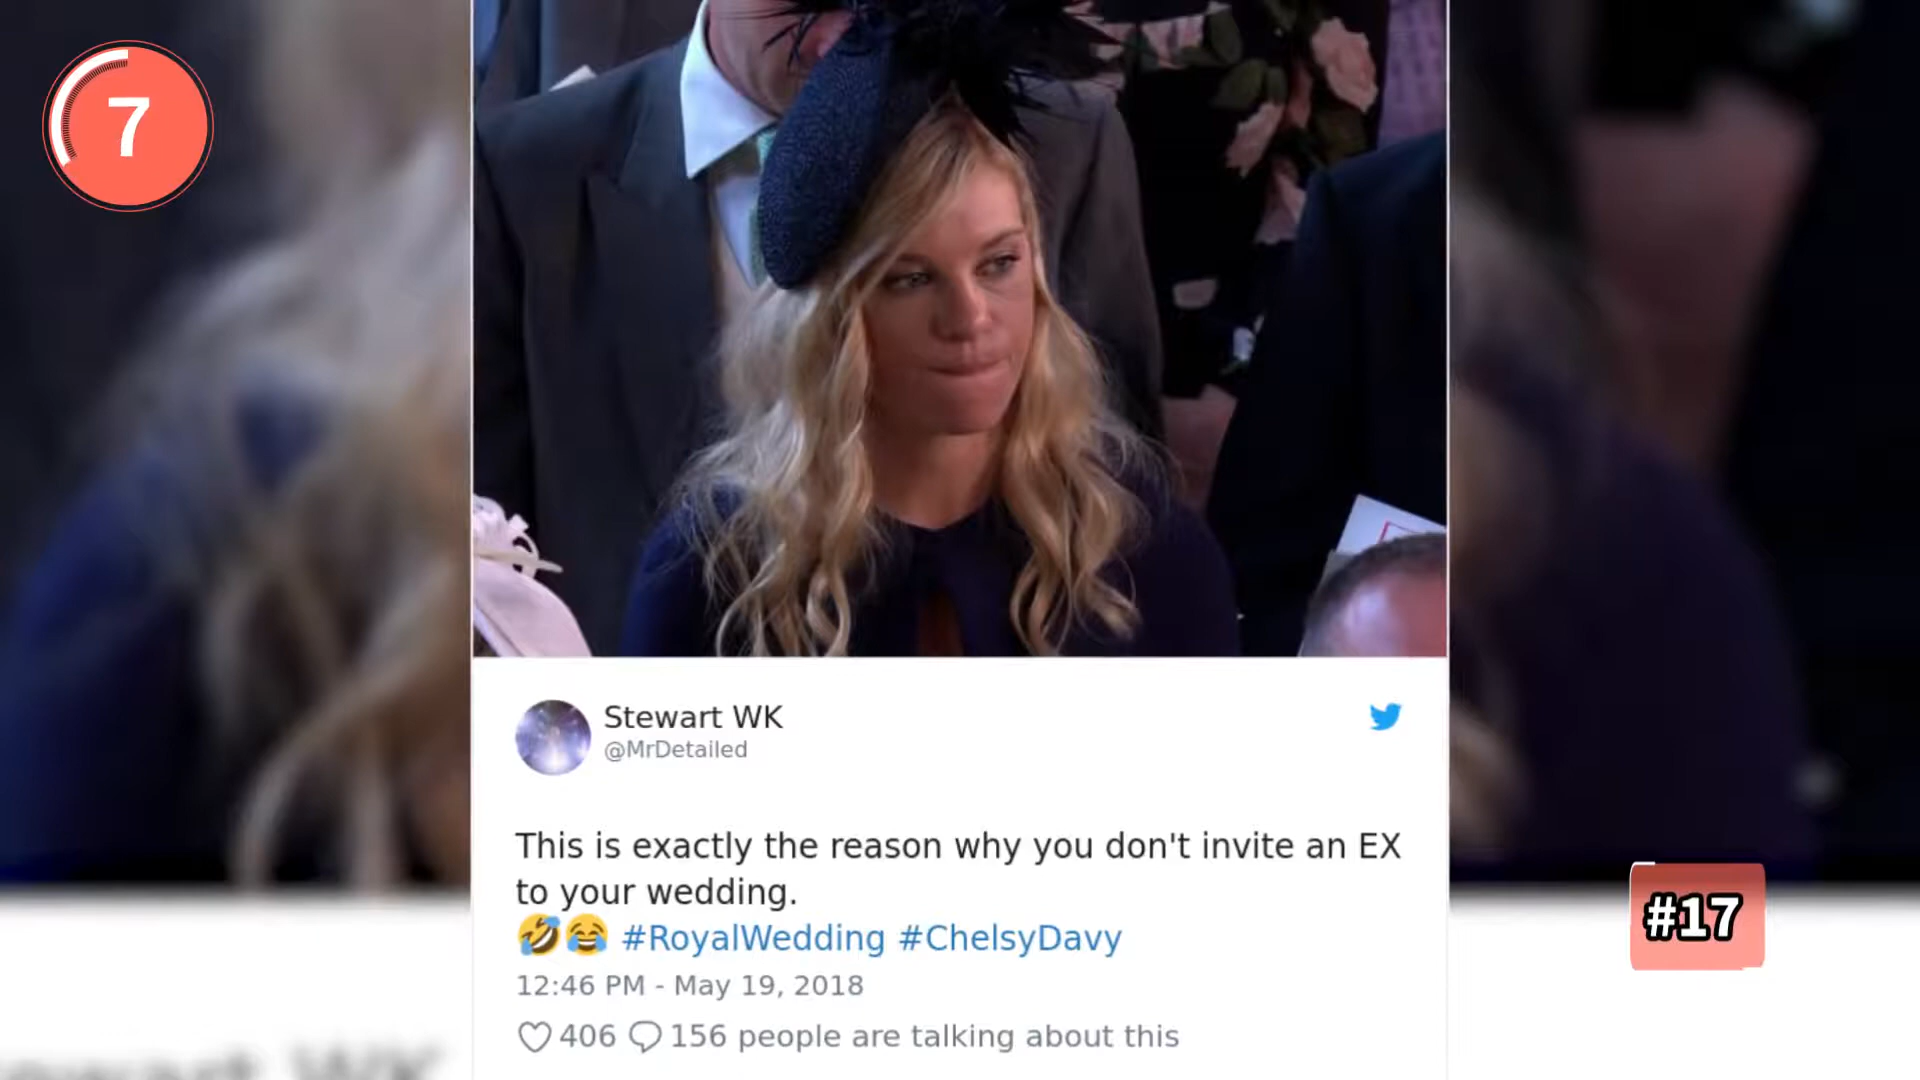 7
Stewart WK
@MrDetailed
This is exactly the reason why you don't invite an EX
to your wedding.
🤣😂 #RoyalWedding #ChelsyDavy
12:46 PM - May 19, 2018
406 156 people are talking about this
#17